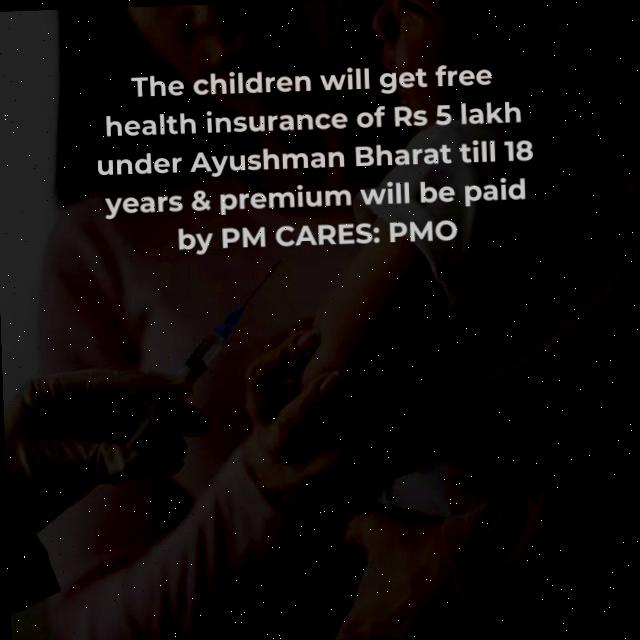 The children will get free
health insurance of Rs 5 lakh
under Ayushman Bharat till 18
years & premium will be paid
by PM CARES: PMO